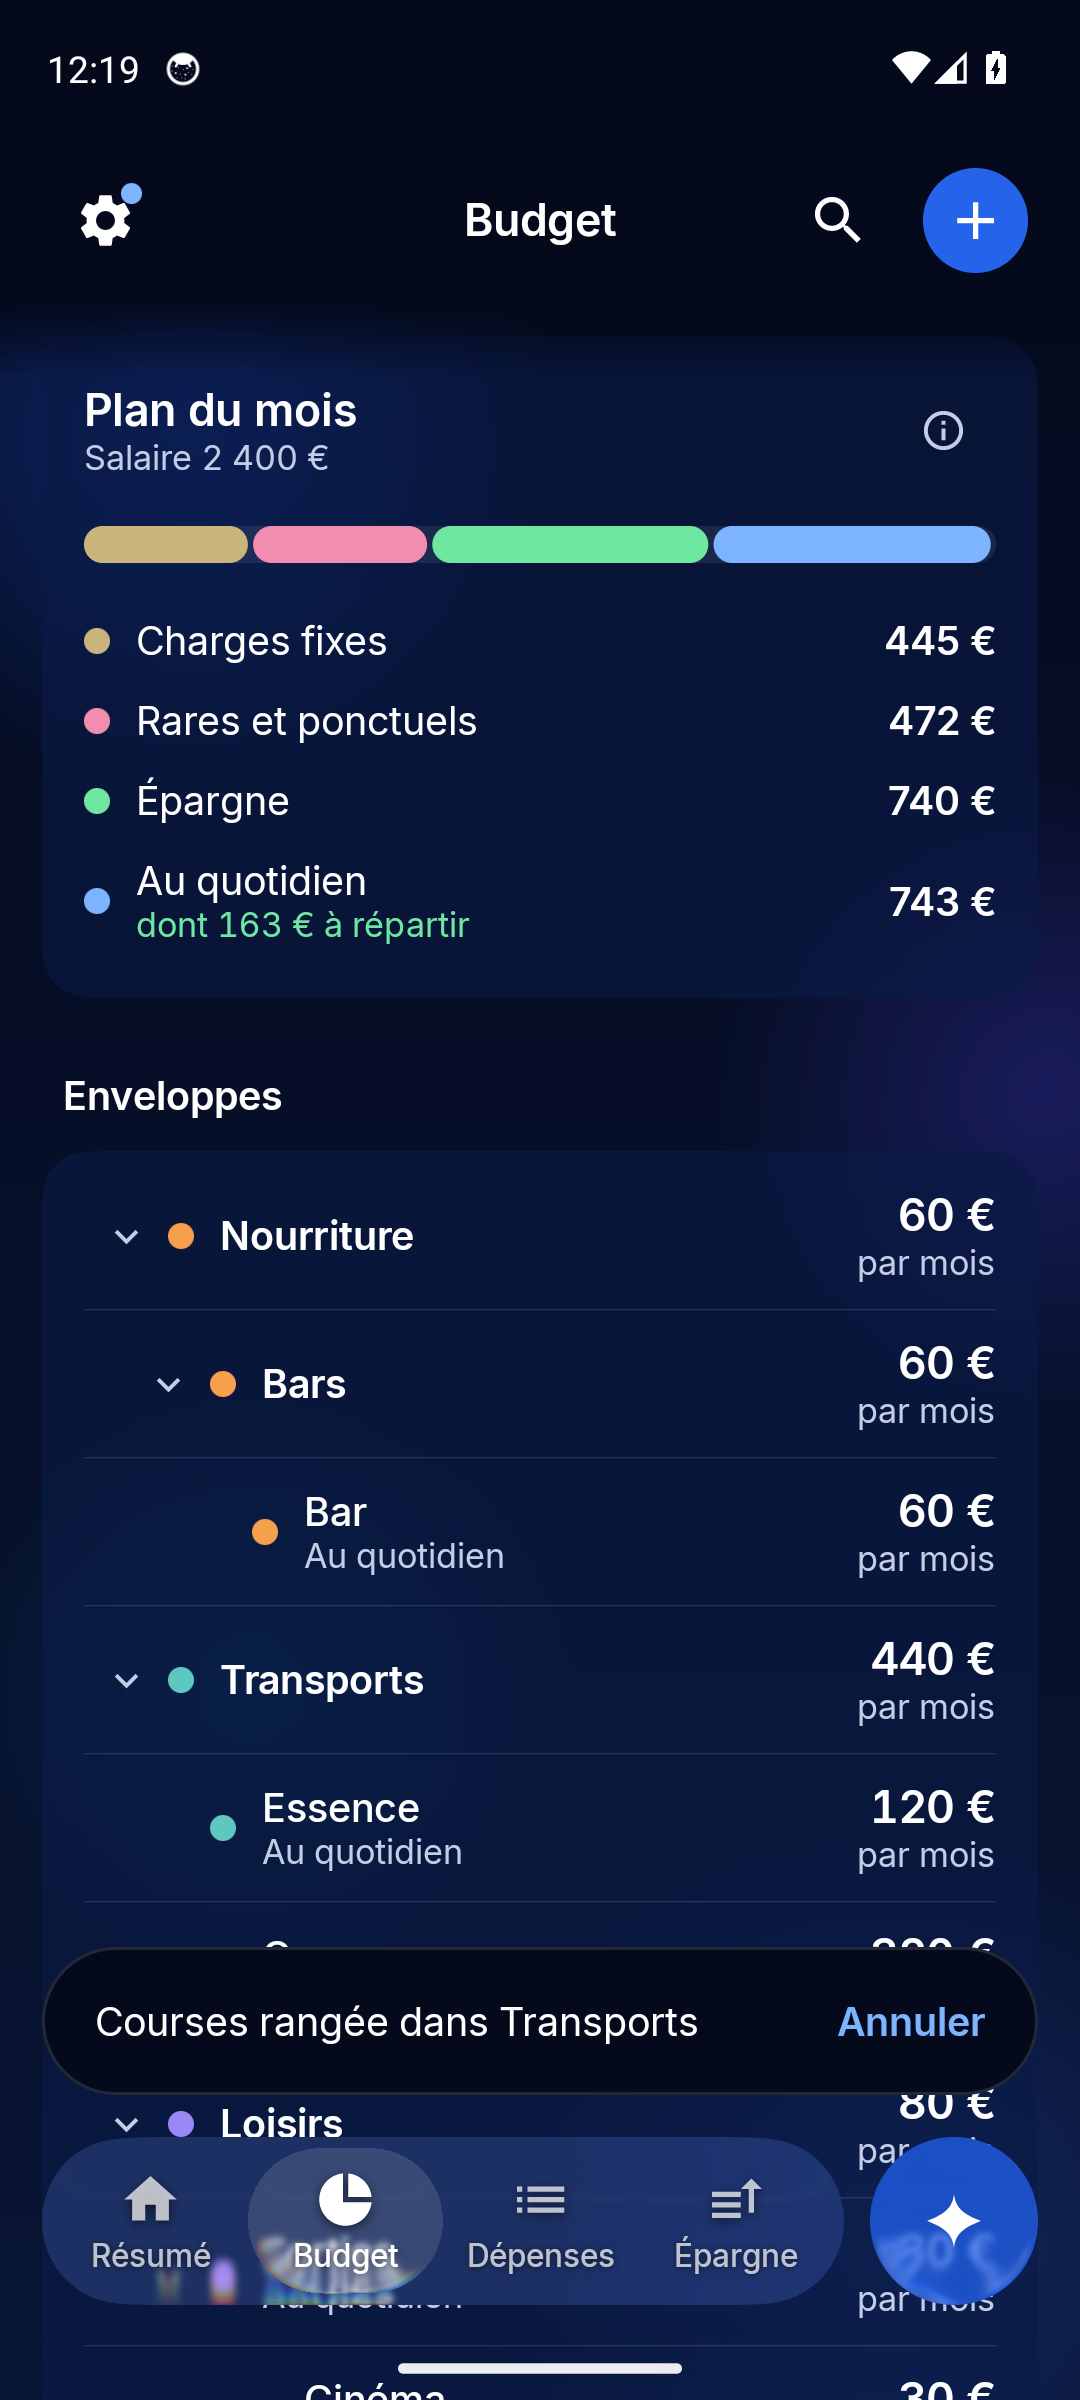 12:19
Budget
Plan du mois
Salaire 2 400 €
Charges fixes 445 €
Rares et ponctuels 472 €
Épargne 740 €
Au quotidien 743 €
dont 163 € à répartir
Enveloppes
Nourriture 60 €
par mois
Bars 60 €
par mois
Bar 60 €
Au quotidien par mois
Transports 440 €
par mois
Essence 120 €
Au quotidien par mois
Courses rangée dans Transports Annuler
Loisirs 80 €
Résumé Budget Dépenses Épargne
Au quotidien par mois
Cinéma 30 €